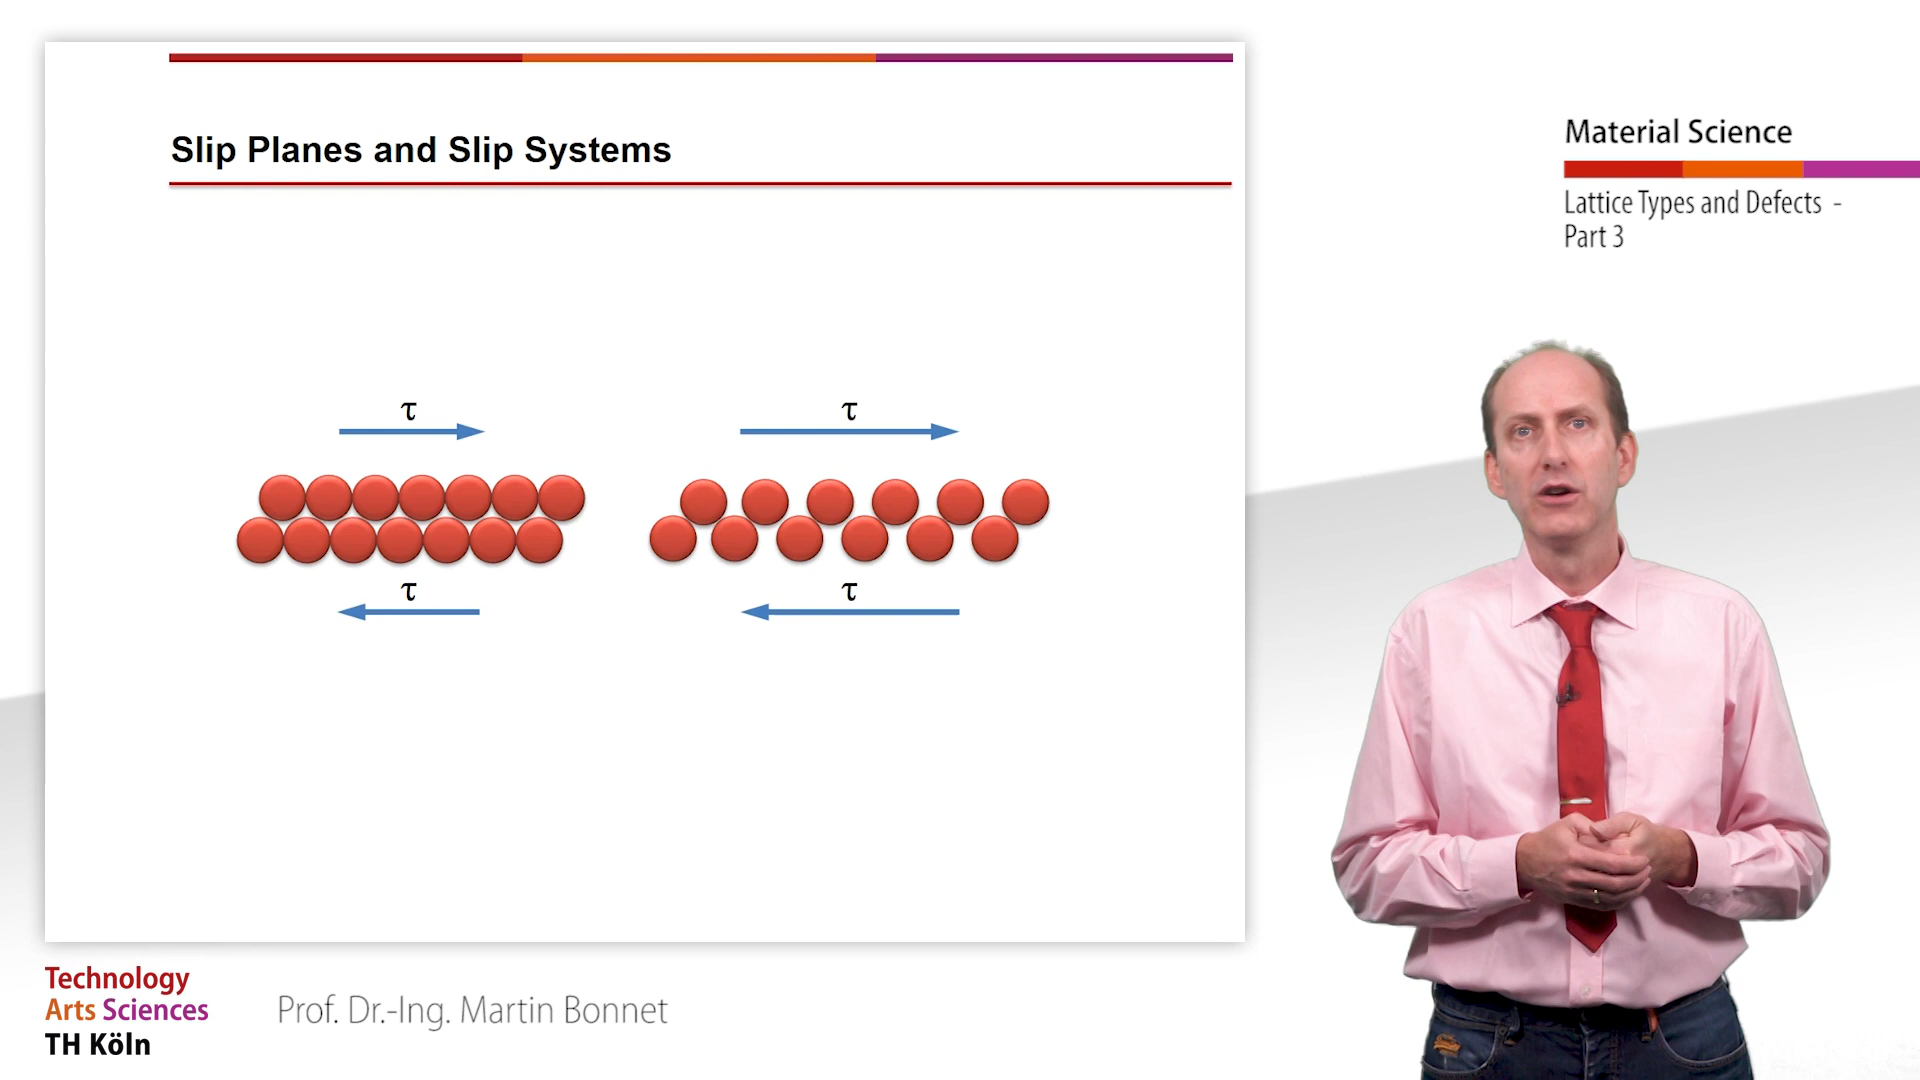 Slip Planes and Slip Systems
τ
τ
τ
τ
Material Science
Lattice Types and Defects -
Part 3
Technology
Arts Sciences
TH Köln
Prof. Dr.-Ing. Martin Bonnet